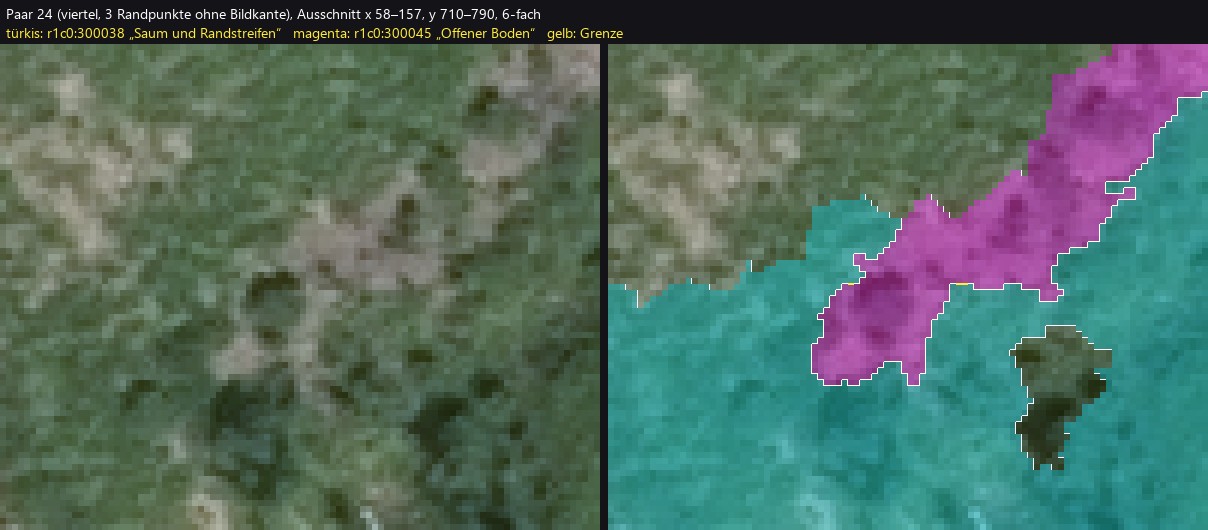 Paar 24 (viertel, 3 Randpunkte ohne Bildkante), Ausschnitt x 58–157, y 710–790, 6-fach
türkis: r1c0:300038 „Saum und Randstreifen“ magenta: r1c0:300045 „Offener Boden“ gelb: Grenze